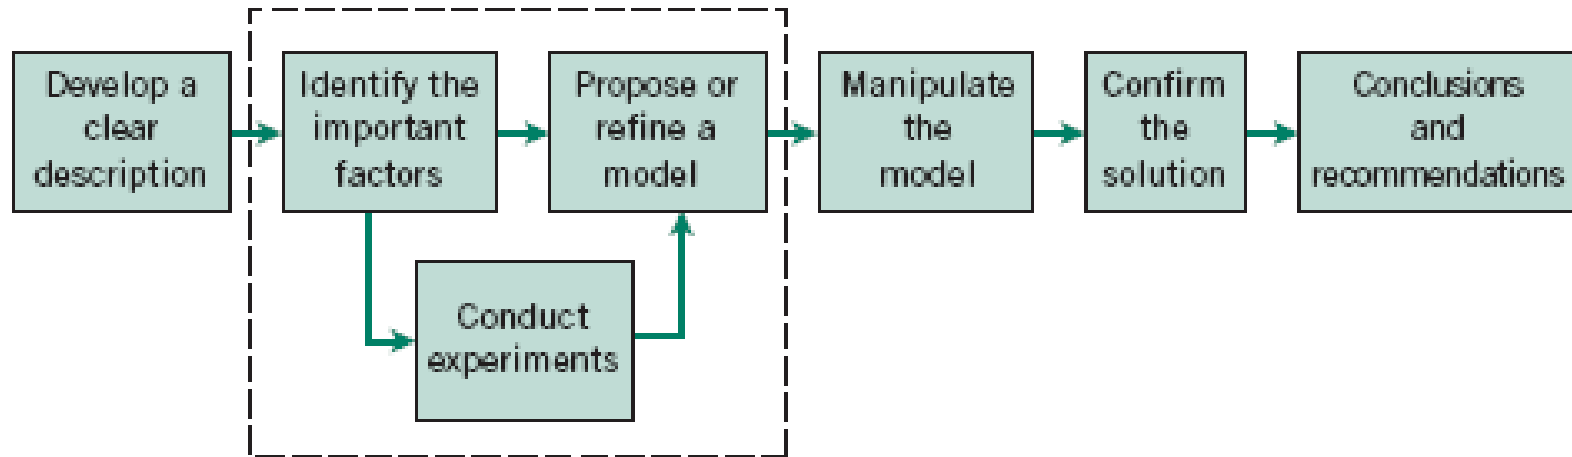 Develop a
clear
description
Identify the
important
factors
Propose or
refine a
model
Manipulate
the
model
Confirm
the
solution
Conclusions
and
recommendations
Conduct
experiments